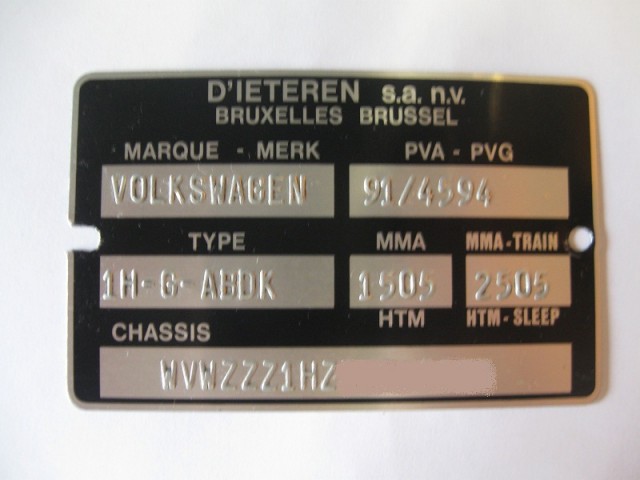 D'IETEREN s.a. n.v.
BRUXELLES BRUSSEL
MARQUE - MERK PVA - PVG
VOLKSWAGEN 91/4594
TYPE MMA MMA-TRAIN
1H-G-ABDK 1505 2505
HTM HTM-SLEEP
CHASSIS
WVWZZZ1HZ